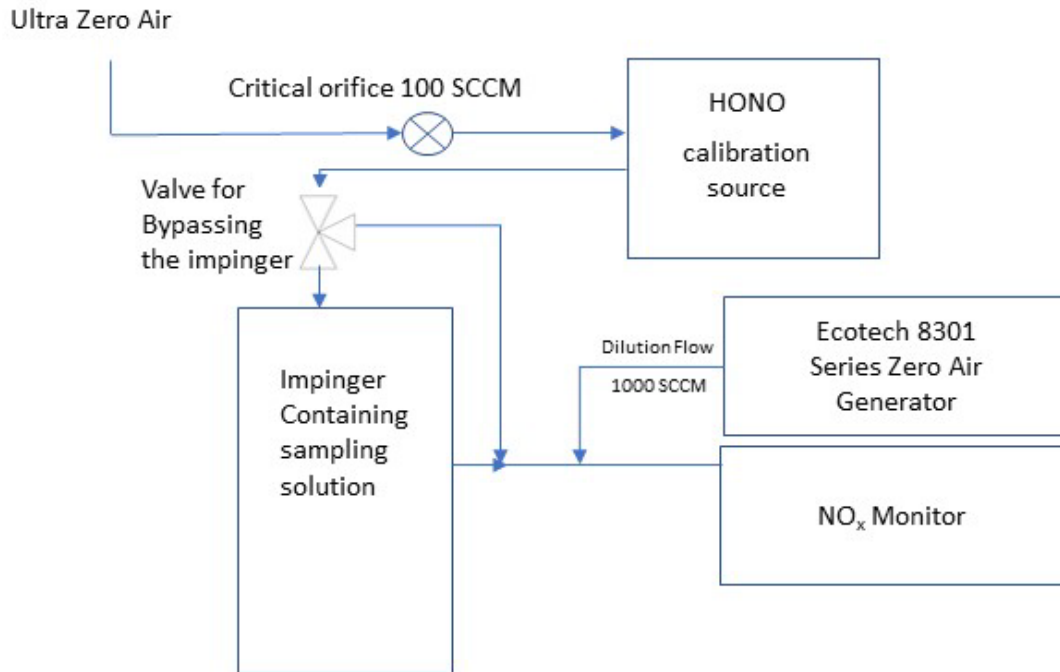 Ultra Zero Air
Critical orifice 100 SCCM
HONO
calibration
source
Valve for
Bypassing
the impinger
Impinger
Containing
sampling
solution
Dilution Flow
1000 SCCM
Ecotech 8301
Series Zero Air
Generator
NOx Monitor